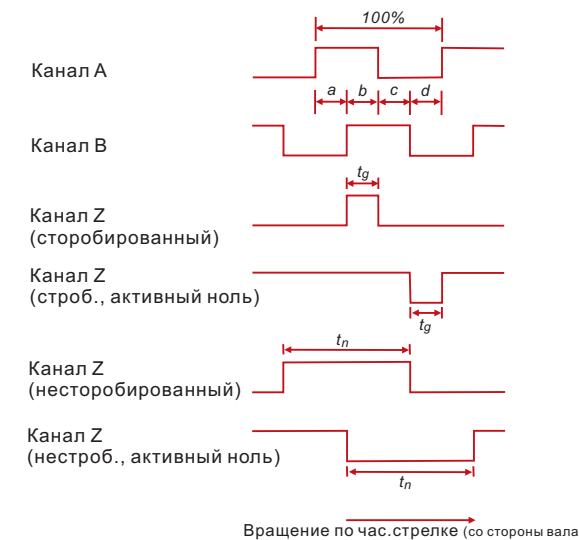 100%
Канал A
a b c d
Канал B
tg
Канал Z
(сторобированный)
Канал Z
(строб., активный ноль)
tg
tn
Канал Z
(несторобированный)
Канал Z
(нестроб., активный ноль)
tn
Вращение по час.стрелке (со стороны вала